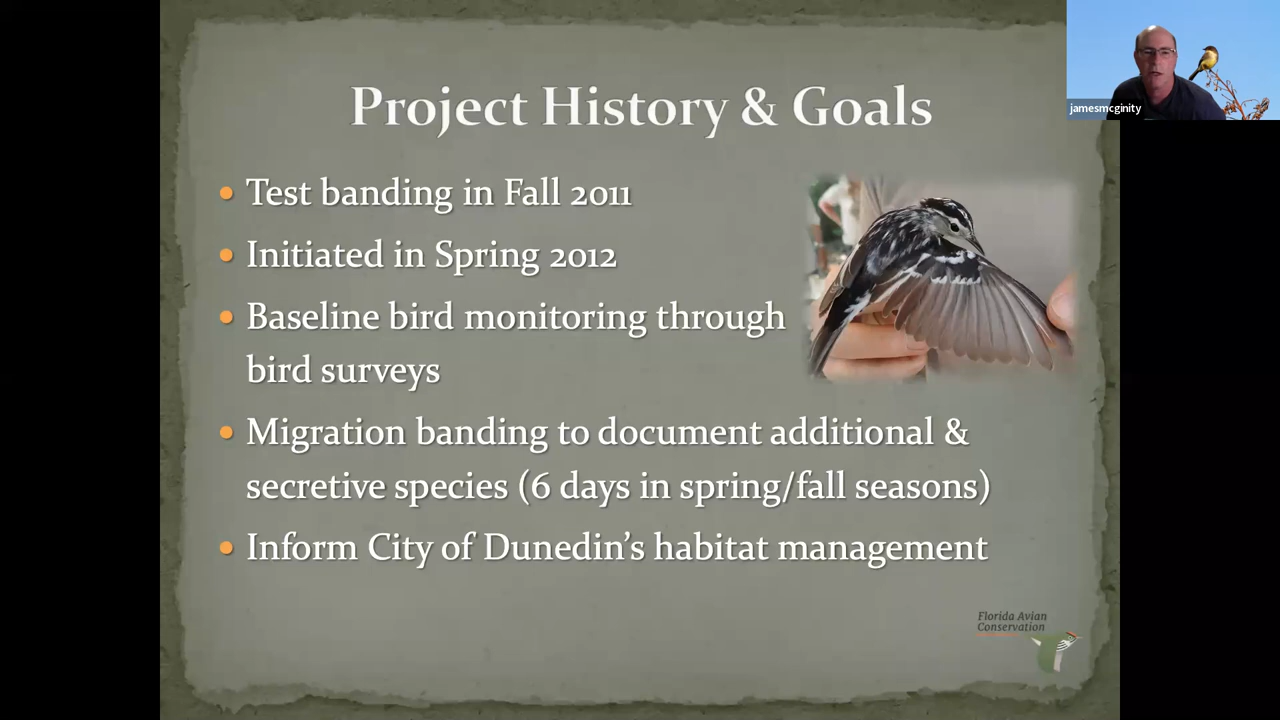 Project History & Goals
jamesmcginity
• Test banding in Fall 2011
• Initiated in Spring 2012
• Baseline bird monitoring through
bird surveys
• Migration banding to document additional &
secretive species (6 days in spring/fall seasons)
• Inform City of Dunedin's habitat management
Florida Avian
Conservation